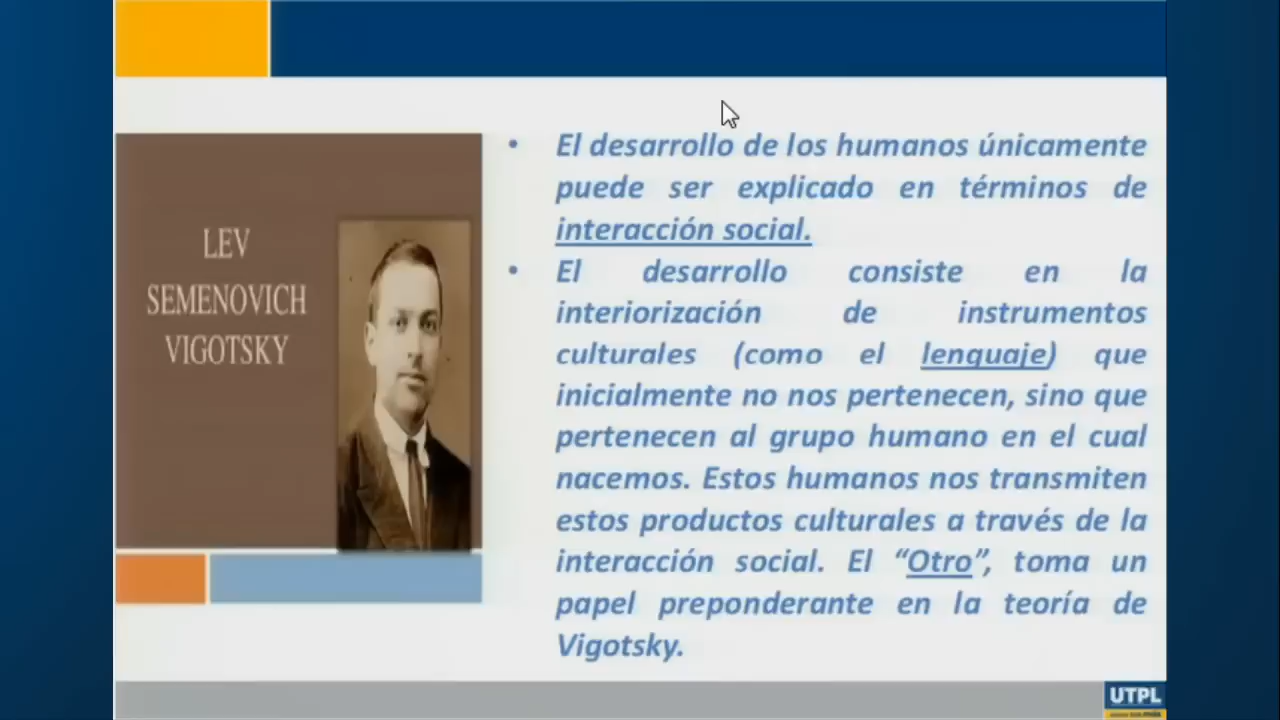 LEV
SEMENOVICH
VIGOTSKY
• El desarrollo de los humanos únicamente
puede ser explicado en términos de
interacción social.
• El desarrollo consiste en la
interiorización de instrumentos
culturales (como el lenguaje) que
inicialmente no nos pertenecen, sino que
pertenecen al grupo humano en el cual
nacemos. Estos humanos nos transmiten
estos productos culturales a través de la
interacción social. El “Otro”, toma un
papel preponderante en la teoría de
Vigotsky.
UTPL